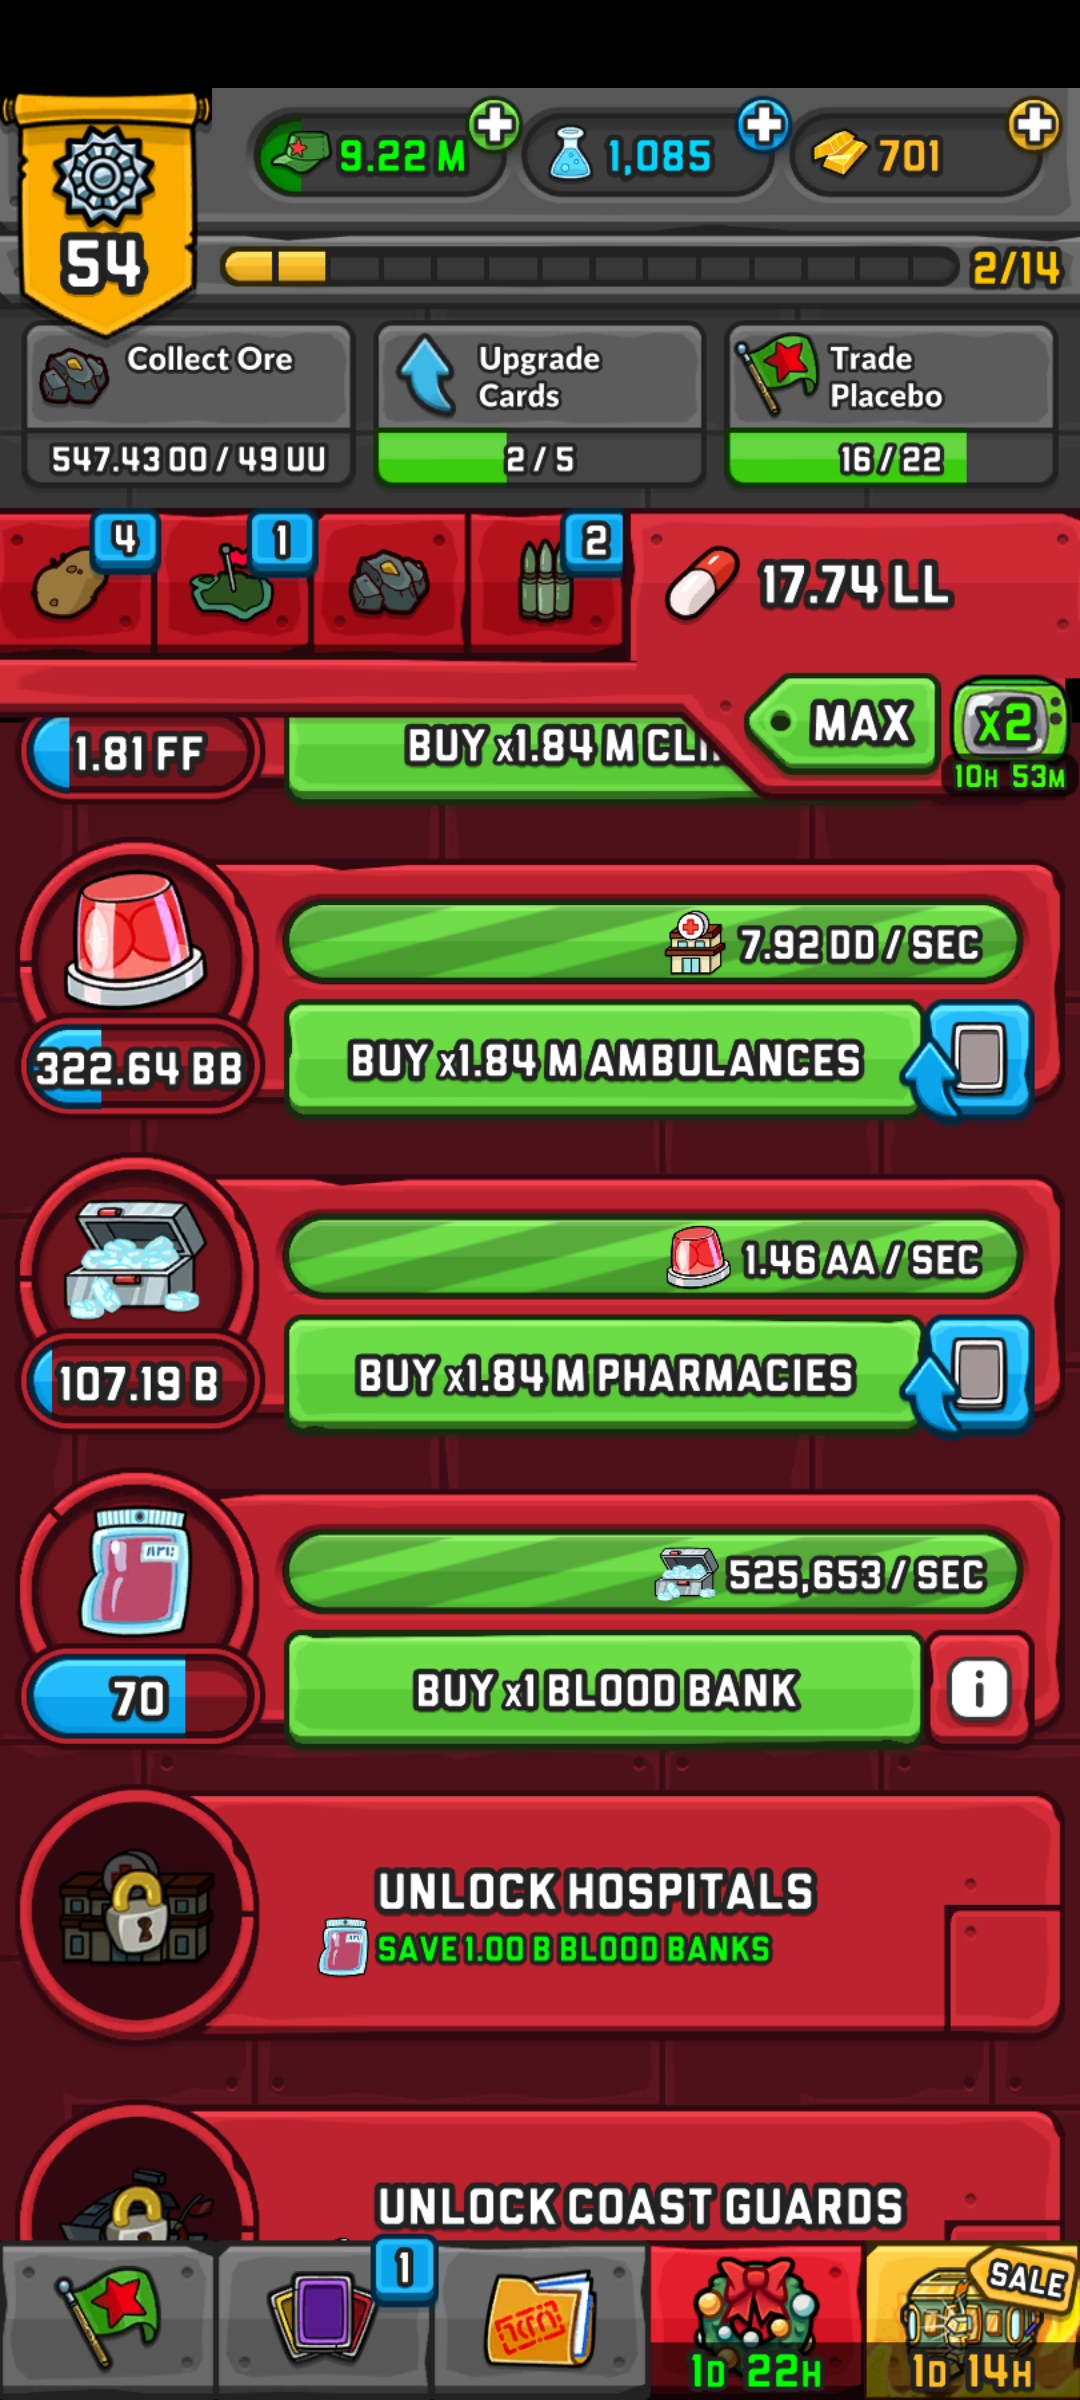 54
9.22 M
1,085
701
2/14
Collect Ore
547.43 OO / 49 UU
Upgrade
Cards
2 / 5
Trade
Placebo
16 / 22
4
1
2
17.74 LL
MAX
x2
10H 53M
1.81 FF
BUY x1.84 M
7.92 DD / SEC
322.64 BB
BUY x1.84 M AMBULANCES
1.46 AA / SEC
107.19 B
BUY x1.84 M PHARMACIES
525,653 / SEC
70
BUY x1 BLOOD BANK
i
UNLOCK HOSPITALS
SAVE 1.00 B BLOOD BANKS
UNLOCK COAST GUARDS
1
SALE
1D 22H
1D 14H